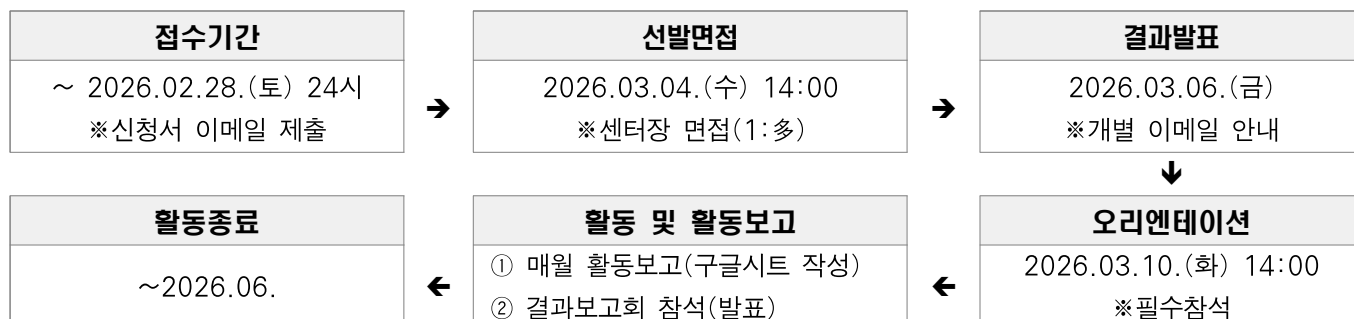 접수기간
~ 2026.02.28.(토) 24시
※신청서 이메일 제출
➔
선발면접
2026.03.04.(수) 14:00
※센터장 면접(1:多)
➔
결과발표
2026.03.06.(금)
※개별 이메일 안내
🡻
오리엔테이션
2026.03.10.(화) 14:00
※필수참석
🡸
활동 및 활동보고
① 매월 활동보고(구글시트 작성)
② 결과보고회 참석(발표)
🡸
활동종료
~2026.06.